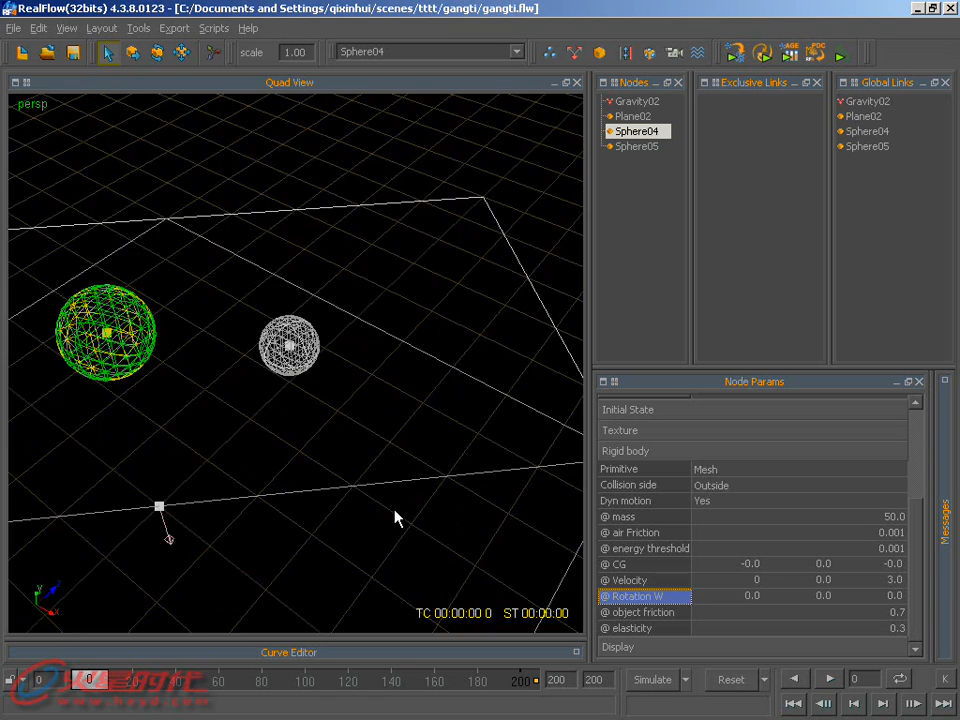 RealFlow(32bits) 4.3.8.0123 - [C:/Documents and Settings/qixinhui/scenes/tttt/gangti/gangti.flw]
File Edit View Layout Tools Export Scripts Help
scale 1.00 Sphere04
Quad View
Nodes
Exclusive Links
Global Links
persp
Gravity02
Plane02
Sphere04
Sphere05
Gravity02
Plane02
Sphere04
Sphere05
Node Params
Initial State
Texture
Rigid body
Primitive Mesh
Collision side Outside
Dyn motion Yes
@ mass 50.0
@ air Friction 0.001
@ energy threshold 0.001
@ CG -0.0 0.0 -0.0
@ Velocity 0 0.0 3.0
@ Rotation W 0.0 0.0 0.0
@ object friction 0.7
@ elasticity 0.3
Display
Messages
y z x
TC 00:00:00 0 ST 00:00:00
Curve Editor
0 0 20 40 60 80 100 120 140 160 180 200 200 200
Simulate Reset 0 K
火星时代